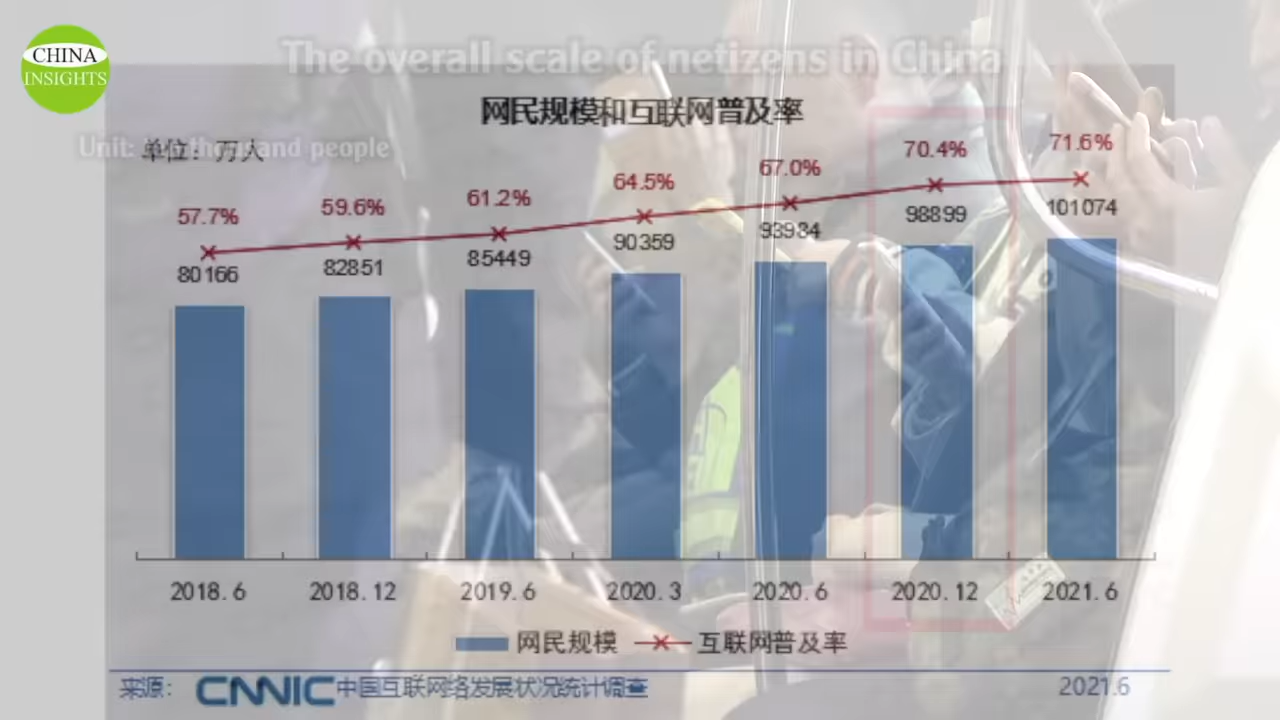 CHINA
INSIGHTS
The overall scale of netizens in China
网民规模和互联网普及率
Unit:
people
单位：万人
57.7% 59.6% 61.2% 64.5% 67.0% 70.4% 71.6%
80166 82851 85449 90359 93984 98899 101074
2018.6 2018.12 2019.6 2020.3 2020.6 2020.12 2021.6
网民规模 互联网普及率
来源： CNNIC 中国互联网络发展状况统计调查 2021.6